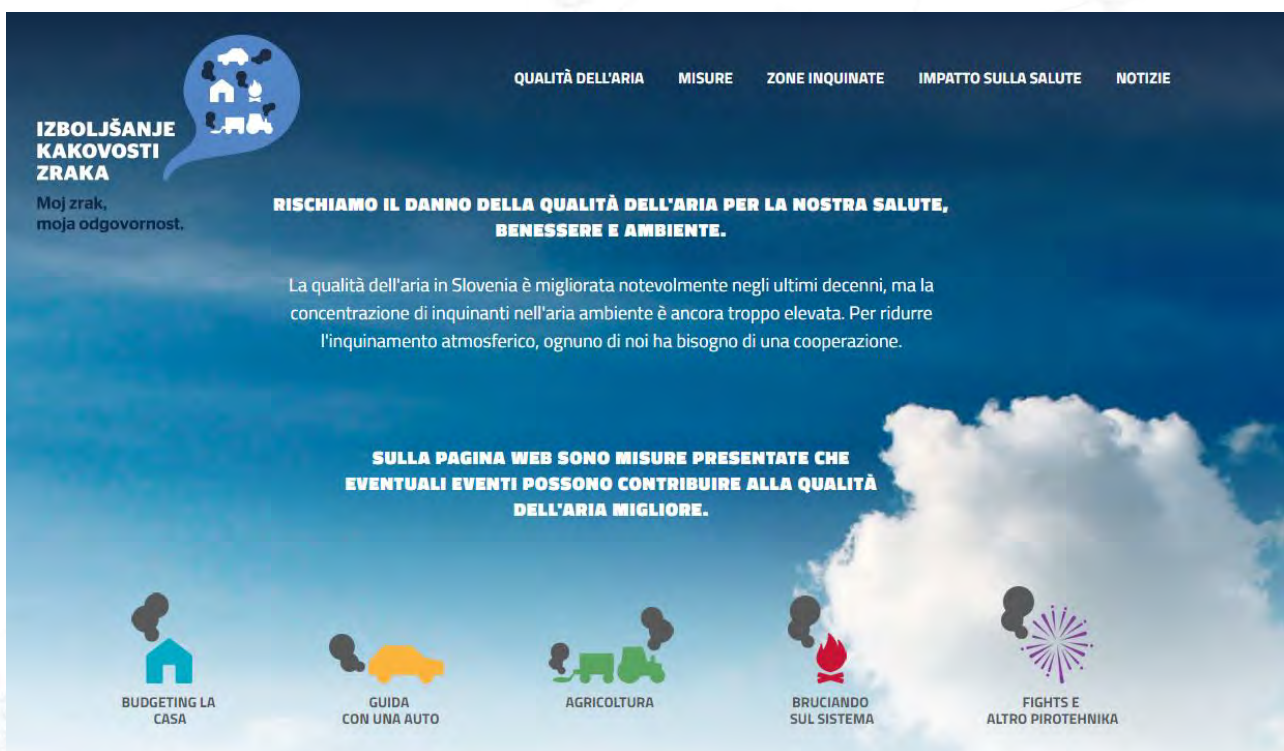 QUALITÀ DELL'ARIA MISURE ZONE INQUINATE IMPATTO SULLA SALUTE NOTIZIE
IZBOLJŠANJE
KAKOVOSTI
ZRAKA
Moj zrak,
moja odgovornost.
RISCHIAMO IL DANNO DELLA QUALITÀ DELL'ARIA PER LA NOSTRA SALUTE,
BENESSERE E AMBIENTE.
La qualità dell'aria in Slovenia è migliorata notevolmente negli ultimi decenni, ma la
concentrazione di inquinanti nell'aria ambiente è ancora troppo elevata. Per ridurre
l'inquinamento atmosferico, ognuno di noi ha bisogno di una cooperazione.
SULLA PAGINA WEB SONO MISURE PRESENTATE CHE
EVENTUALI EVENTI POSSONO CONTRIBUIRE ALLA QUALITÀ
DELL'ARIA MIGLIORE.
BUDGETING LA
CASA
GUIDA
CON UNA AUTO
AGRICOLTURA
BRUCIANDO
SUL SISTEMA
FIGHTS E
ALTRO PIROTEHNIKA